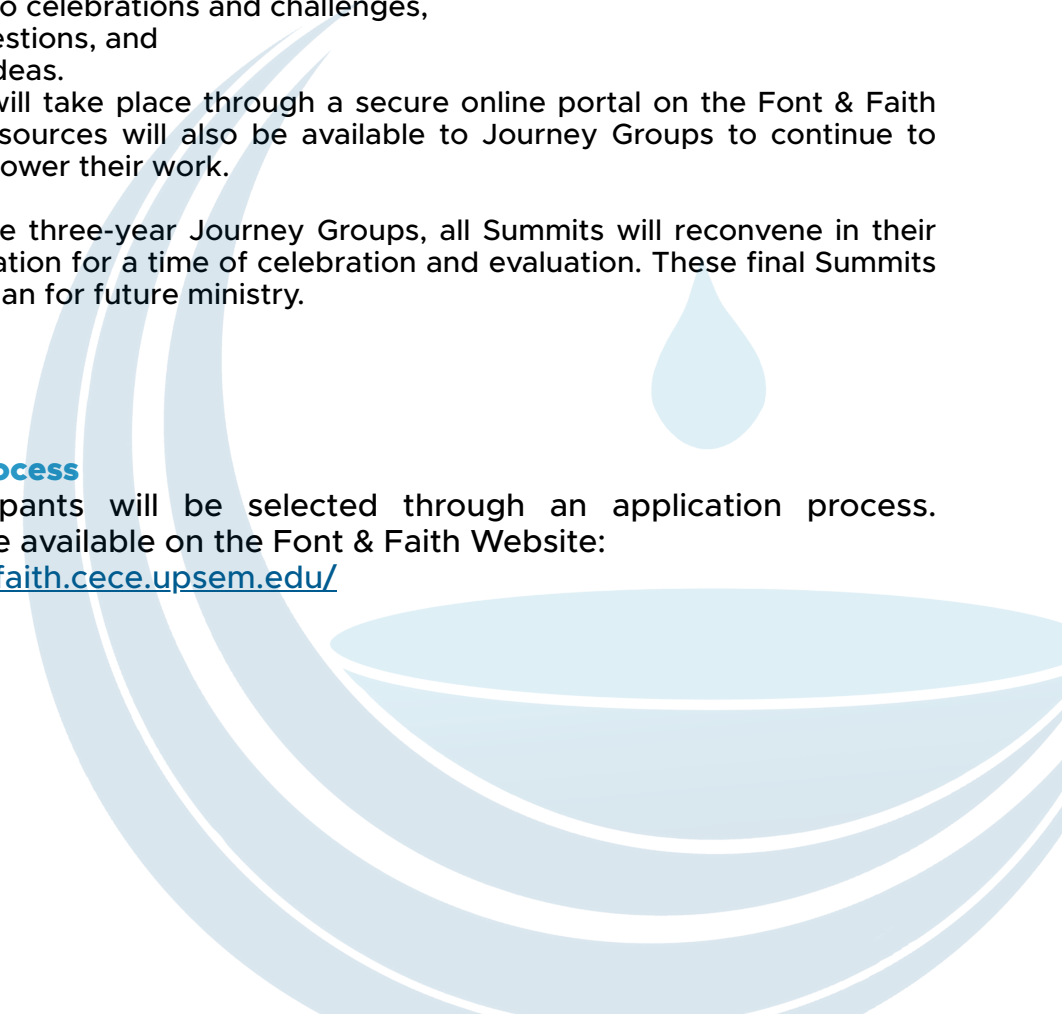 o celebrations and challenges,
estions, and
deas.
will take place through a secure online portal on the Font & Faith
sources will also be available to Journey Groups to continue to
ower their work.
e three-year Journey Groups, all Summits will reconvene in their
ation for a time of celebration and evaluation. These final Summits
an for future ministry.
ocess
pants will be selected through an application process.
e available on the Font & Faith Website:
faith.cece.upsem.edu/